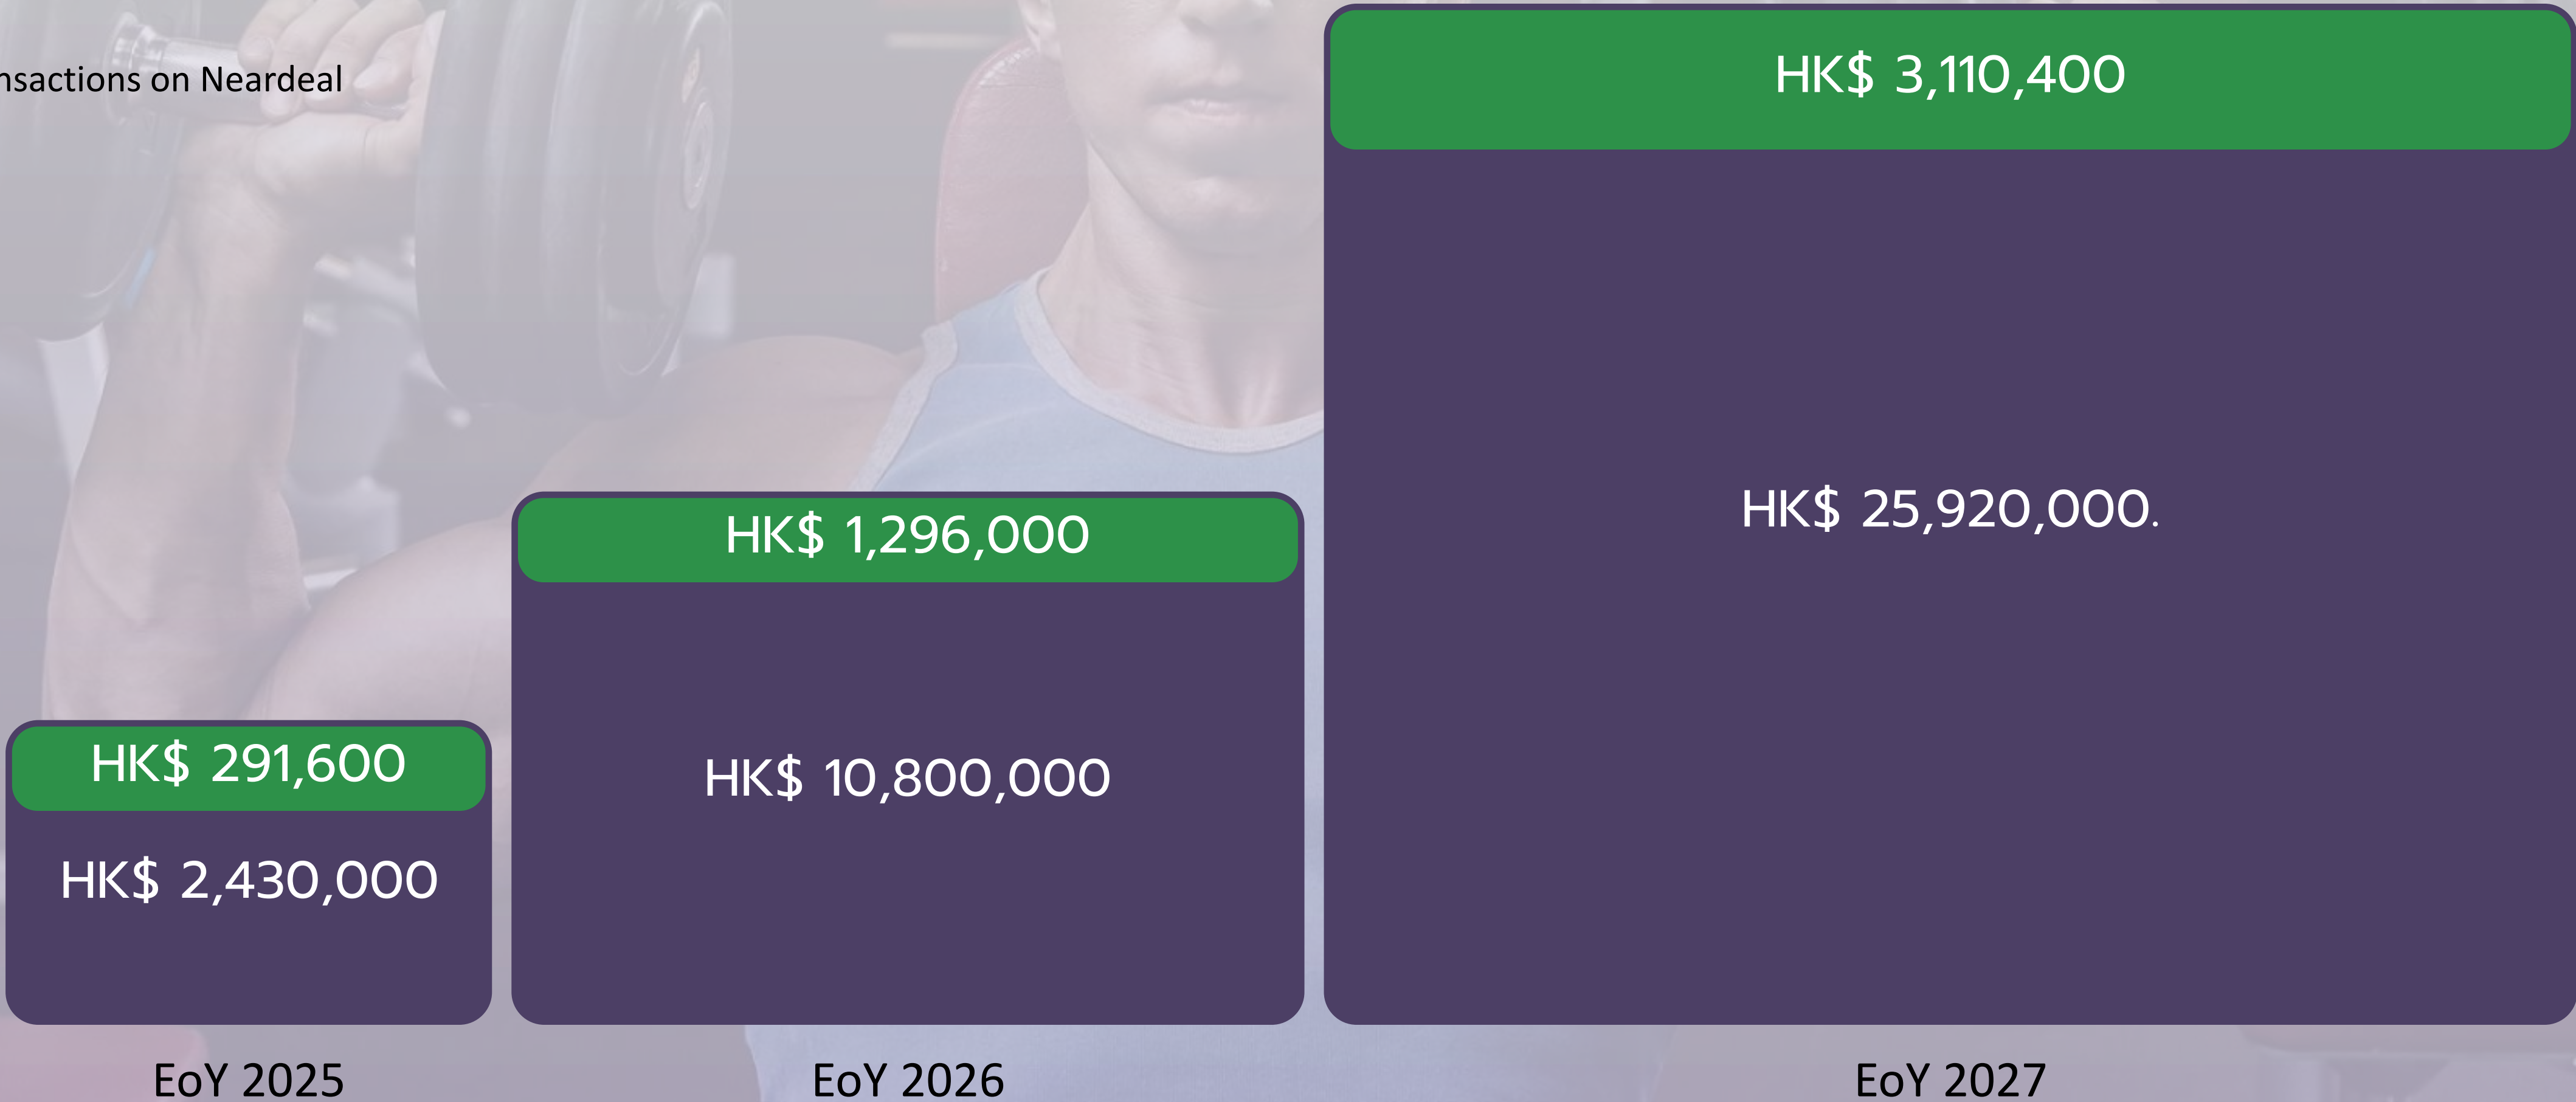 nsactions on Neardeal
HK$ 3,110,400
HK$ 25,920,000.
HK$ 1,296,000
HK$ 10,800,000
HK$ 291,600
HK$ 2,430,000
EoY 2025
EoY 2026
EoY 2027